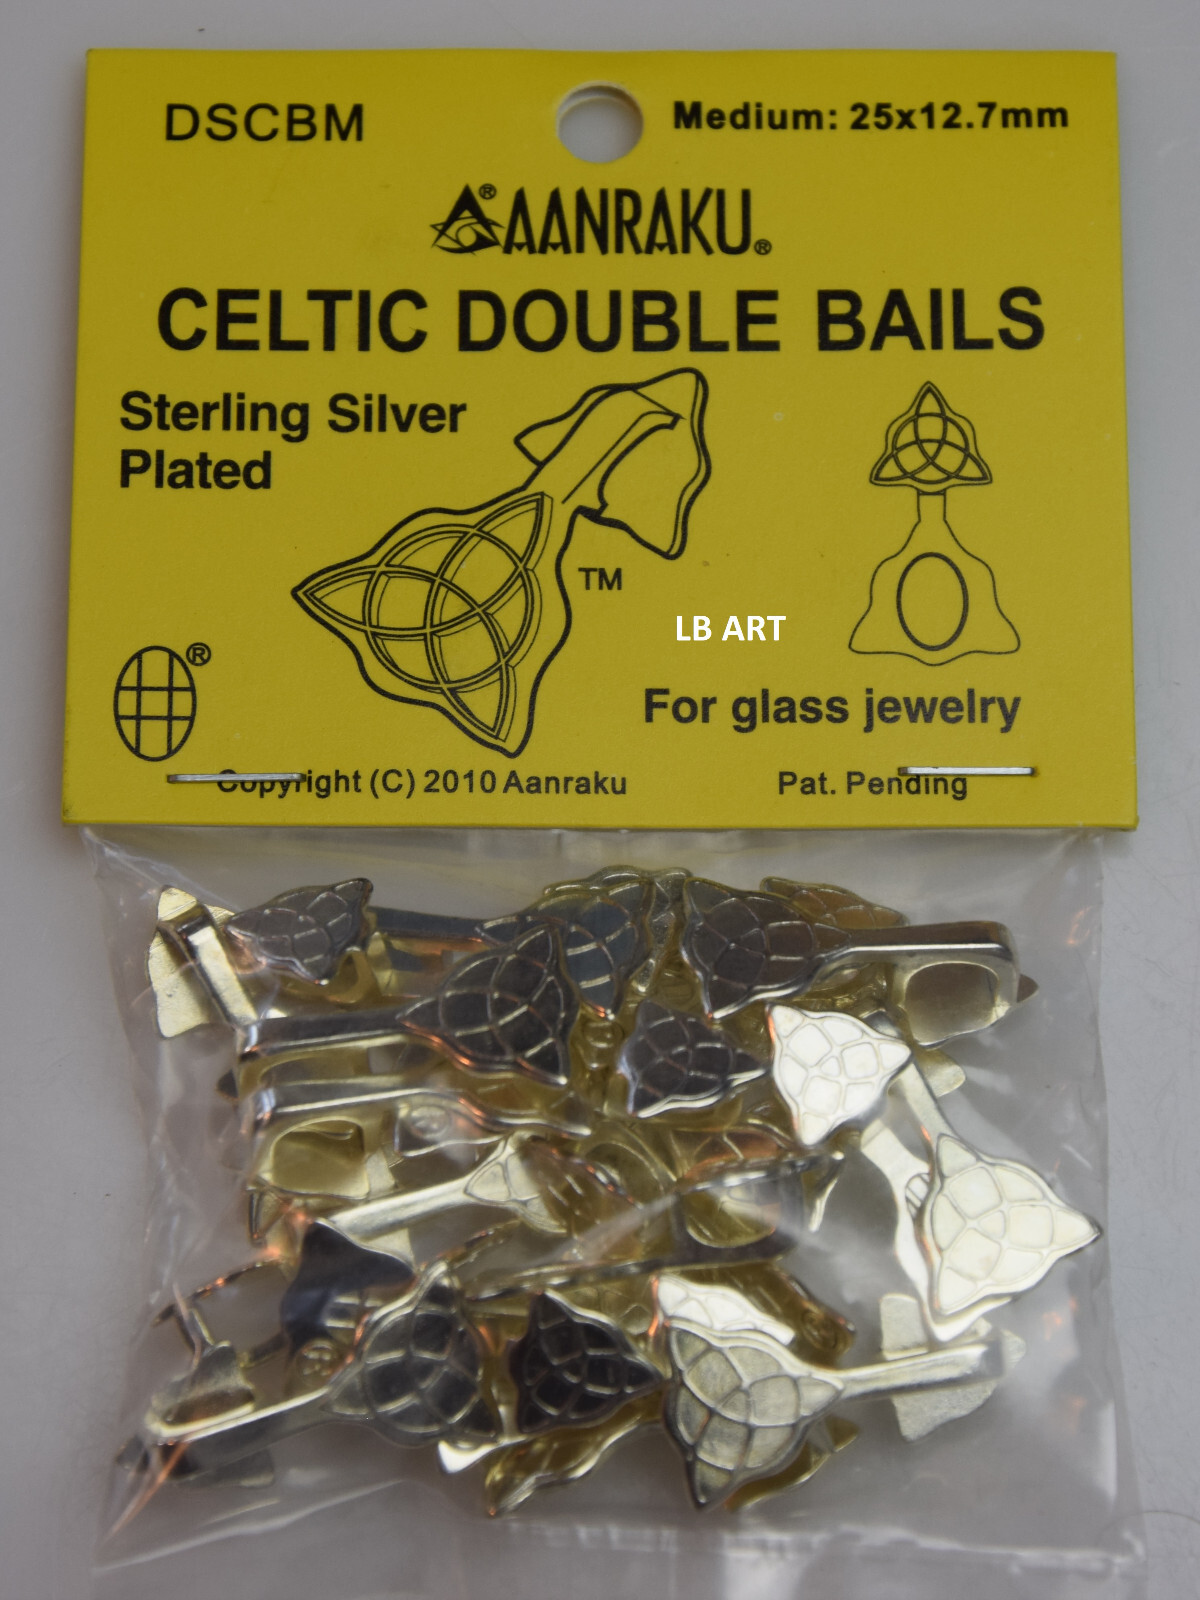 DSCBM
Medium: 25x12.7mm
®AANRAKU®
CELTIC DOUBLE BAILS
Sterling Silver
Plated
TM
LB ART
®
For glass jewelry
Copyright (C) 2010 Aanraku
Pat. Pending